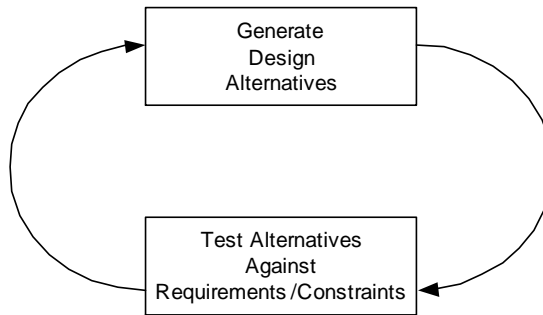 Generate
Design
Alternatives
Test Alternatives
Against
Requirements/Constraints